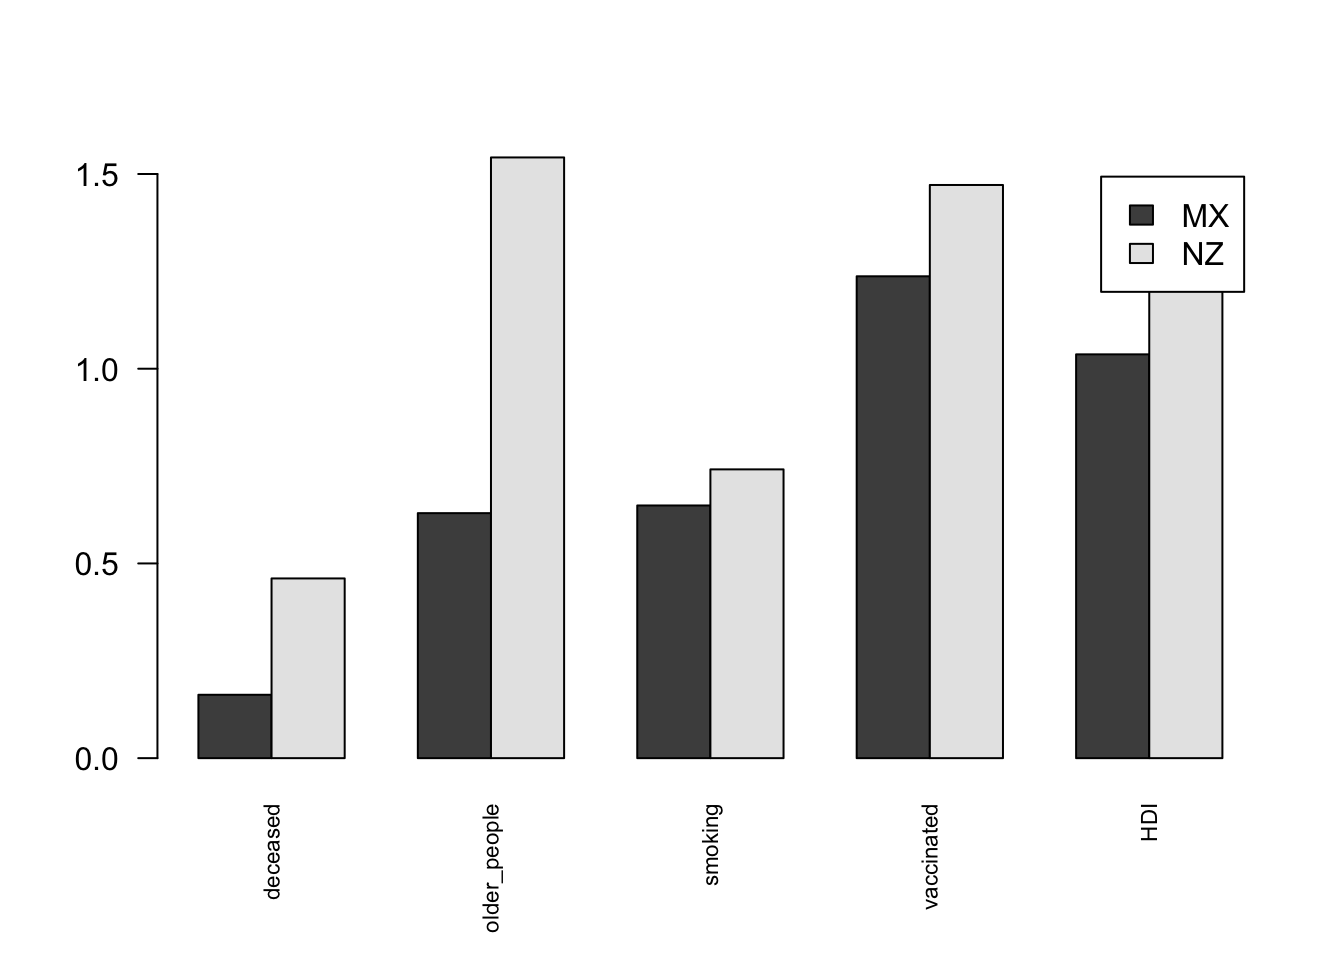 1.5
1.0
0.5
0.0
MX
NZ
deceased
older_people
smoking
vaccinated
HDI